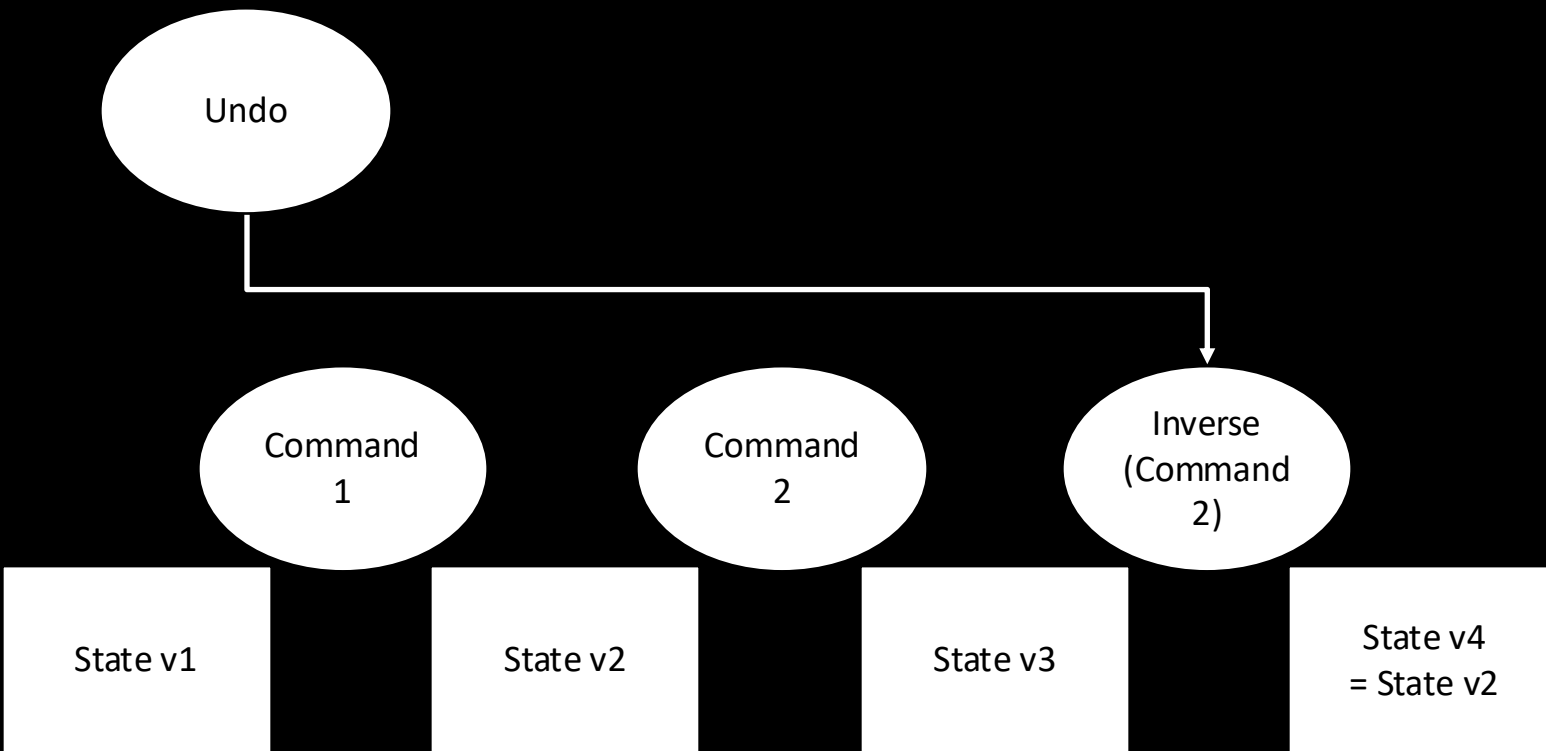 Undo
Command
1
Command
2
Inverse
(Command
2)
State v1
State v2
State v3
State v4
= State v2